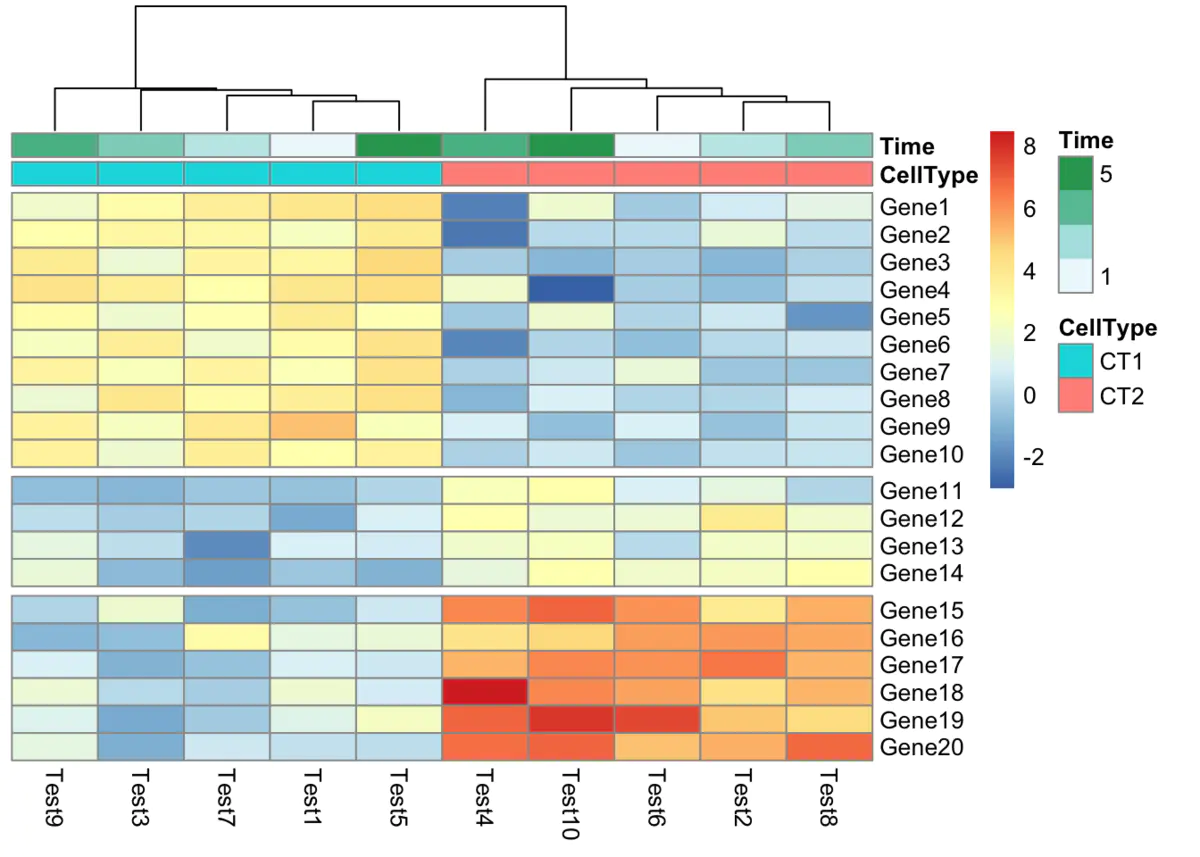 Time
CellType
Gene1
Gene2
Gene3
Gene4
Gene5
Gene6
Gene7
Gene8
Gene9
Gene10
Gene11
Gene12
Gene13
Gene14
Gene15
Gene16
Gene17
Gene18
Gene19
Gene20
Test9 Test3 Test7 Test1 Test5 Test4 Test10 Test6 Test2 Test8
8
6
4
2
0
-2
Time
5
1
CellType
CT1
CT2